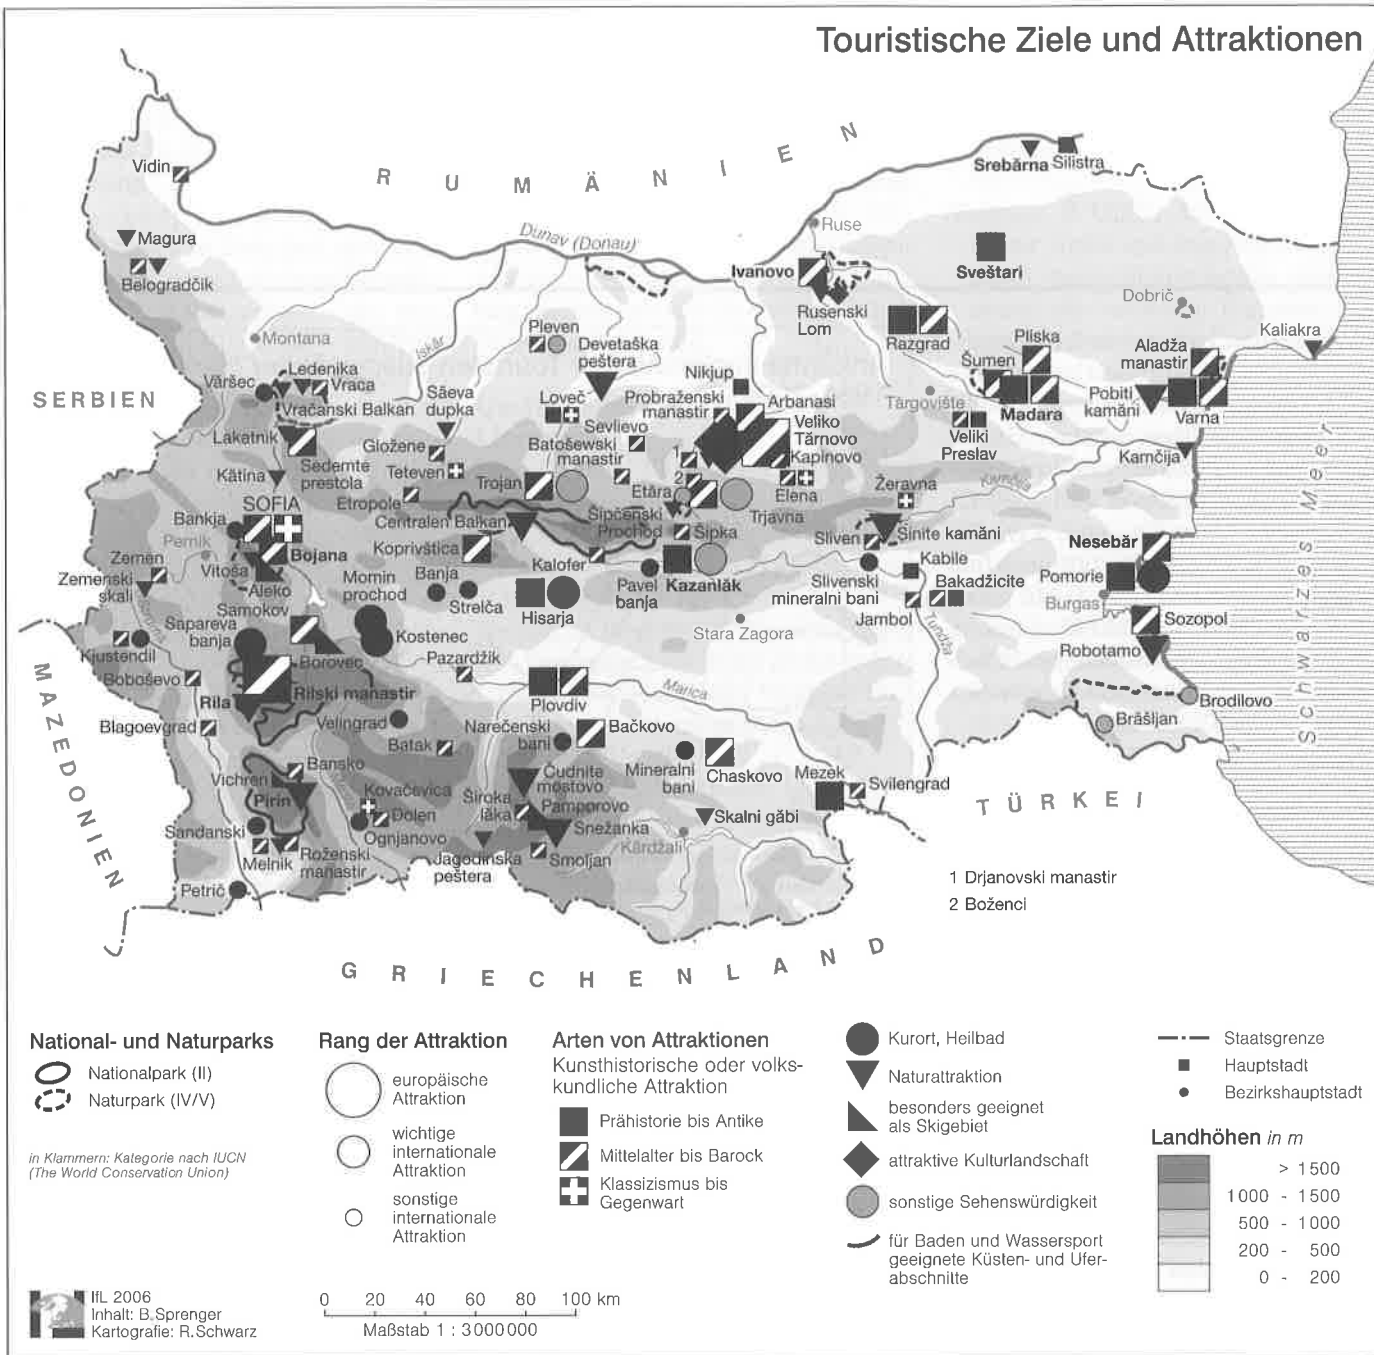 Touristische Ziele und Attraktionen
RUMÄNIEN
Vidin
Srebărna
Silistra
Magura
Belogradčik
Dunav (Donau)
Ruse
Ivanovo
Sveštari
Rusenski
Lom
Dobrič
Montana
Iskăr
Pleven
Devetaška
peštera
Razgrad
Pliska
Šumen
Aladža
manastir
Kaliakra
SERBIEN
Ledenika
Vraca
Văršec
Vračanski Balkan
Săeva
dupka
Loveč
Nikjup
Probraženski
manastir
Arbanasi
Veliko
Tărnovo
Kapinovo
Tărgovište
Madara
Pobiti
kamăni
Varna
Veliki
Preslav
Kamčija
Kamčija
Lakatnik
Sedemte
prestola
Kătina
Gložene
Teteven
Etropole
Sevlievo
Batoševski
manastir
Trojan
1
2
Etăra
Elena
Trjavna
Žeravna
SOFIA
Bankja
Pernik
Bojana
Vitoša
Aleko
Centralen Balkan
Koprivštica
Šipčenski
Prochod
Šipka
Sliven
Šinite kamăni
Nesebăr
Zemen
Zemenski
skali
Momin
prochod
Banja
Strelča
Kalofer
Hisarja
Pavel
banja
Kazanlăk
Slivenski
mineralni bani
Kabile
Bakadžicite
Jambol
Pomorie
Burgas
Sozopol
Samokov
Sapareva
banja
Kostenec
Borovec
Stara Zagora
Tundža
Robotamo
Kjustendil
Boboševo
Pazardžik
Rila
Rilski manastir
Plovdiv
Marica
Brodilovo
Brăšljan
Schwarzes Meer
MAZEDONIEN
Blagoevgrad
Velingrad
Batak
Narečenski
bani
Bačkovo
Mineralni
bani
Chaskovo
Mezek
Svilengrad
TÜRKEI
Bansko
Vichren
Pirin
Kovačevica
Dolen
Ognjanovo
Čudnite
mostovo
Široka
lăka
Pamporovo
Snežanka
Skalni găbi
Kărdžali
Sandanski
Melnik
Roženski
manastir
Jagodinska
peštera
Smoljan
Petrič
1 Drjanovski manastir
2 Boženci
GRIECHENLAND
National- und Naturparks
Nationalpark (II)
Naturpark (IV/V)
in Klammern: Kategorie nach IUCN
(The World Conservation Union)
Rang der Attraktion
europäische
Attraktion
wichtige
internationale
Attraktion
sonstige
internationale
Attraktion
Arten von Attraktionen
Kunsthistorische oder volks-
kundliche Attraktion
Prähistorie bis Antike
Mittelalter bis Barock
Klassizismus bis
Gegenwart
Kurort, Heilbad
Naturattraktion
besonders geeignet
als Skigebiet
attraktive Kulturlandschaft
sonstige Sehenswürdigkeit
für Baden und Wassersport
geeignete Küsten- und Ufer-
abschnitte
Staatsgrenze
Hauptstadt
Bezirkshauptstadt
Landhöhen in m
> 1500
1000 - 1500
500 - 1000
200 - 500
0 - 200
IfL 2006
Inhalt: B.Sprenger
Kartografie: R.Schwarz
0 20 40 60 80 100 km
Maßstab 1 : 3000000